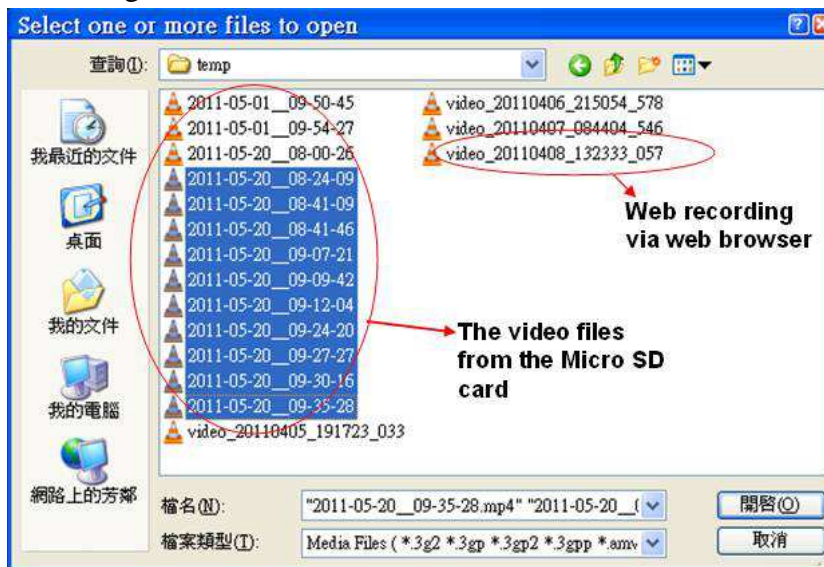 Select one or more files to open
查詢(I):
temp
我最近的文件
桌面
我的文件
我的電腦
網路上的芳鄰
2011-05-01__09-50-45
2011-05-01__09-54-27
2011-05-20__08-00-26
2011-05-20__08-24-09
2011-05-20__08-41-09
2011-05-20__08-41-46
2011-05-20__09-07-21
2011-05-20__09-09-42
2011-05-20__09-12-04
2011-05-20__09-24-20
2011-05-20__09-27-27
2011-05-20__09-30-16
2011-05-20__09-35-28
video_20110405_191723_033
video_20110406_215054_578
video_20110407_084404_546
video_20110408_132333_057
Web recording
via web browser
The video files
from the Micro SD
card
檔名(N):
"2011-05-20__09-35-28.mp4" "2011-05-20__(
開啓(O)
檔案類型(T):
Media Files ( *.3g2 *.3gp *.3gp2 *.3gpp *.amv
取消